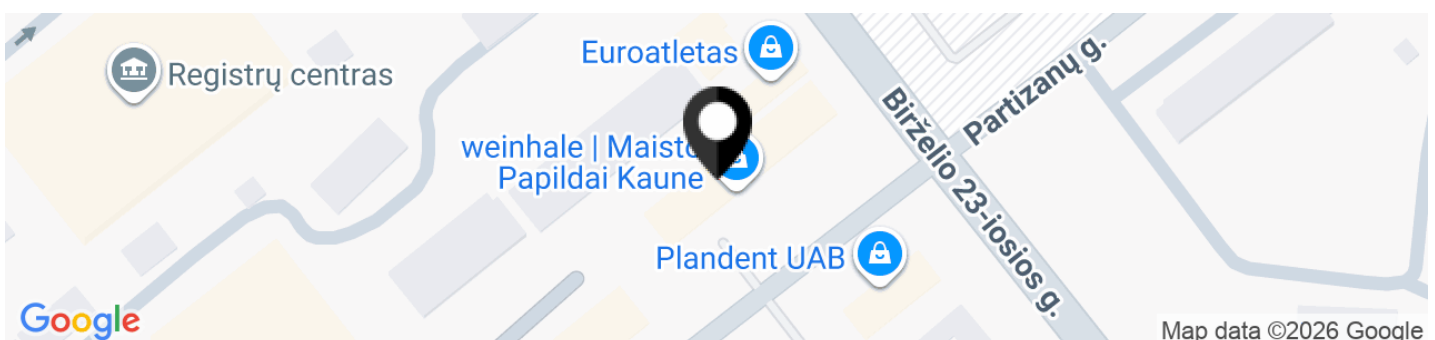 Euroatletas
Registrų centras
weinhale | Maisto
Papildai Kaune
Partizanų g.
Birželio 23-iosios g.
Plandent UAB
Google
Map data ©2026 Google